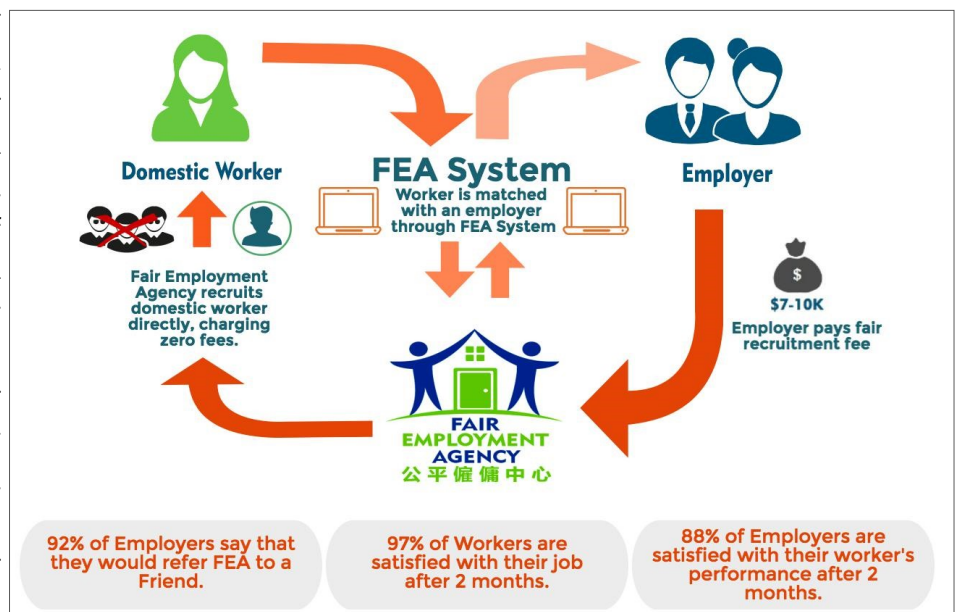 Domestic Worker
FEA System
Worker is matched
with an employer
through FEA System
Employer
Fair Employment
Agency recruits
domestic worker
directly, charging
zero fees.
$
$7-10K
Employer pays fair
recruitment fee
FAIR
EMPLOYMENT
AGENCY
公平僱傭中心
92% of Employers say that
they would refer FEA to a
Friend.
97% of Workers are
satisfied with their job
after 2 months.
88% of Employers are
satisfied with their worker's
performance after 2
months.